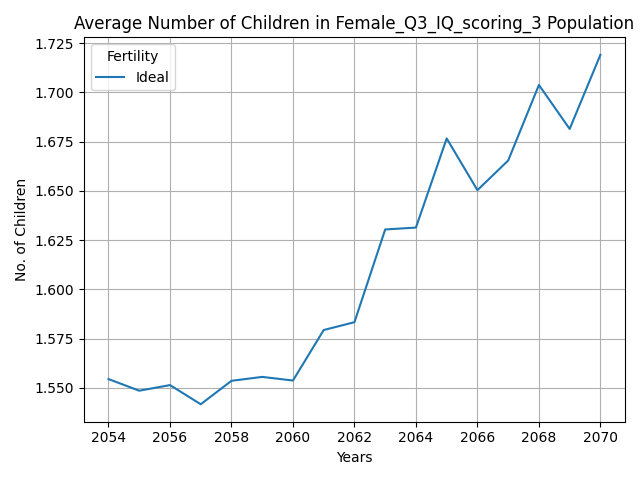 Average Number of Children in Female_Q3_IQ_scoring_3 Population
Fertility
Ideal
No. of Children
1.725
1.700
1.675
1.650
1.625
1.600
1.575
1.550
2054 2056 2058 2060 2062 2064 2066 2068 2070
Years